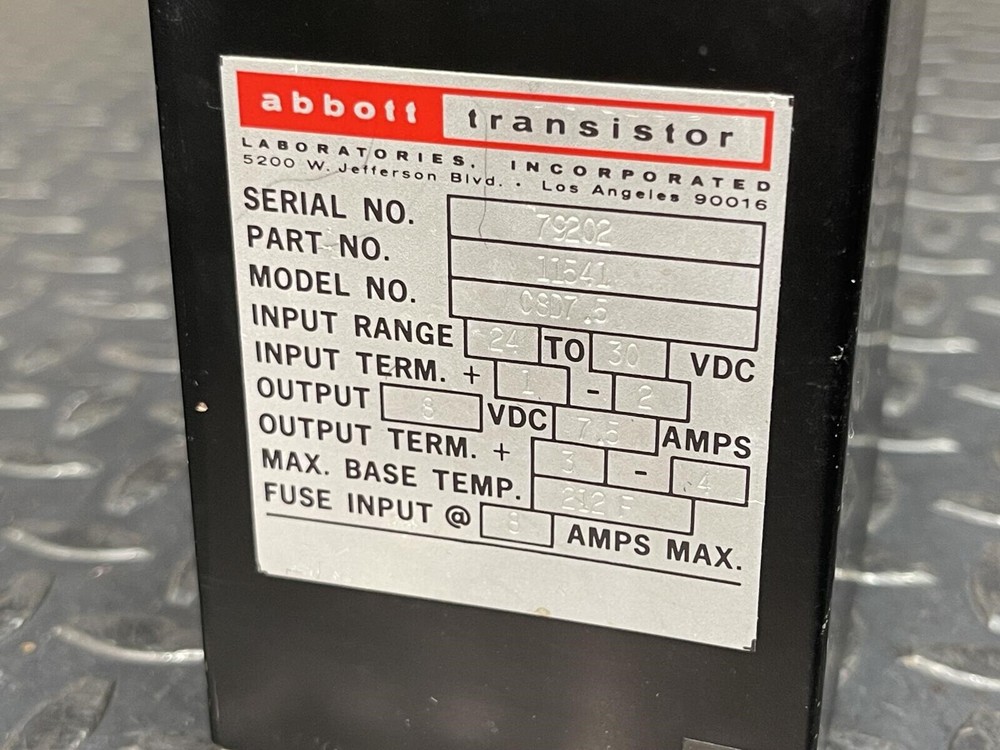 abbott transistor
LABORATORIES, INCORPORATED
5200 W. Jefferson Blvd. • Los Angeles 90016
SERIAL NO. 79202
PART NO. 11541
MODEL NO. C8D7.5
INPUT RANGE 24 TO 30 VDC
INPUT TERM. + 1 - 2
OUTPUT 8 VDC 7.5 AMPS
OUTPUT TERM. + 3 - 4
MAX. BASE TEMP. 212 F
FUSE INPUT @ AMPS MAX.